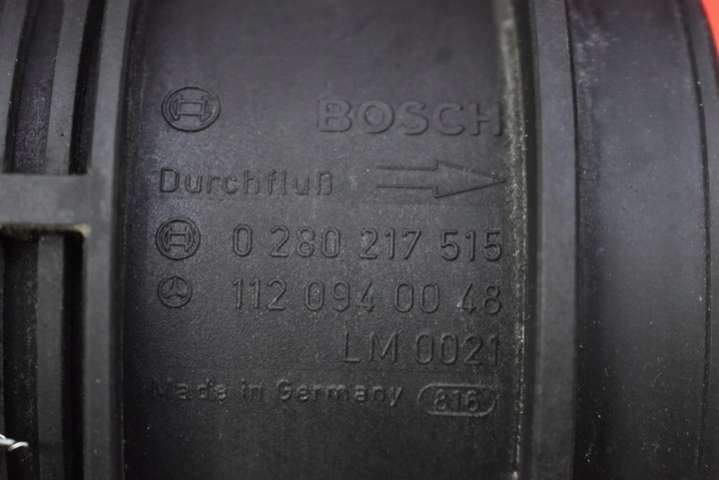 BOSCH
Durchfluß
0 280 217 515
112 094 00 48
LM 0021
Made in Germany 816